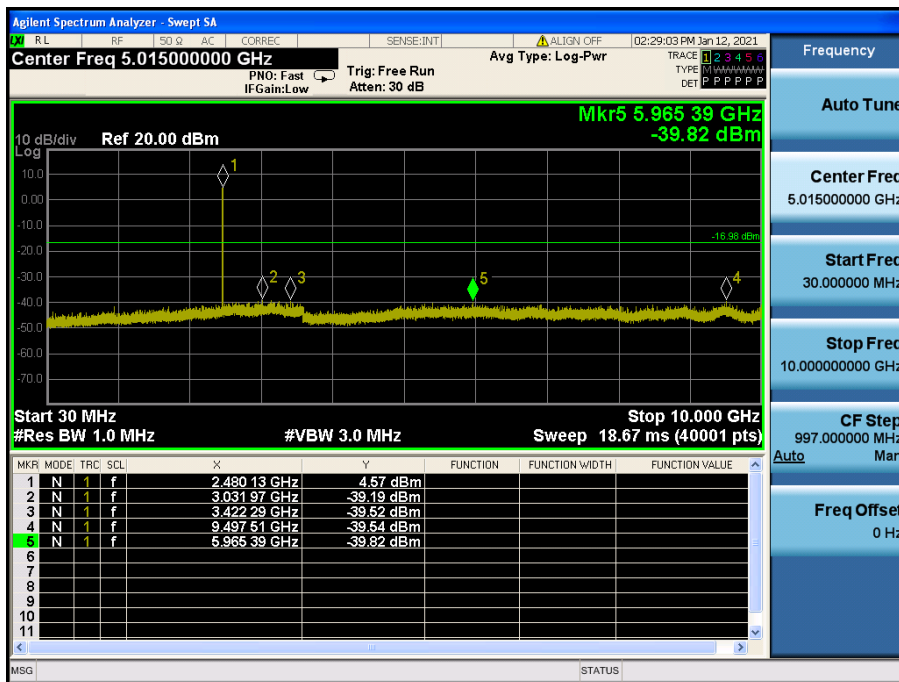 Agilent Spectrum Analyzer - Swept SA
LXI RL RF 50 Ω AC CORREC SENSE:INT ALIGN OFF 02:29:03 PM Jan 12, 2021
Center Freq 5.015000000 GHz
PNO: Fast
IFGain:Low
Trig: Free Run
Atten: 30 dB
Avg Type: Log-Pwr
TRACE 1 2 3 4 5 6
TYPE MWWWWW
DET P P P P P P
Mkr5 5.965 39 GHz
-39.82 dBm
10 dB/div Ref 20.00 dBm
Log
10.0
0.00
-10.0
-20.0
-30.0
-40.0
-50.0
-60.0
-70.0
1
2
3
5
4
-16.96 dBm
Start 30 MHz Stop 10.000 GHz
#Res BW 1.0 MHz #VBW 3.0 MHz Sweep 18.67 ms (40001 pts)
MKR MODE TRC SCL X Y FUNCTION FUNCTION WIDTH FUNCTION VALUE
1 N 1 f 2.480 13 GHz 4.57 dBm
2 N 1 f 3.031 97 GHz -39.19 dBm
3 N 1 f 3.422 29 GHz -39.52 dBm
4 N 1 f 9.497 51 GHz -39.54 dBm
5 N 1 f 5.965 39 GHz -39.82 dBm
6
7
8
9
10
11
MSG STATUS
Frequency
Auto Tune
Center Freq
5.015000000 GHz
Start Freq
30.000000 MHz
Stop Freq
10.000000000 GHz
CF Step
997.000000 MHz
Auto Man
Freq Offset
0 Hz